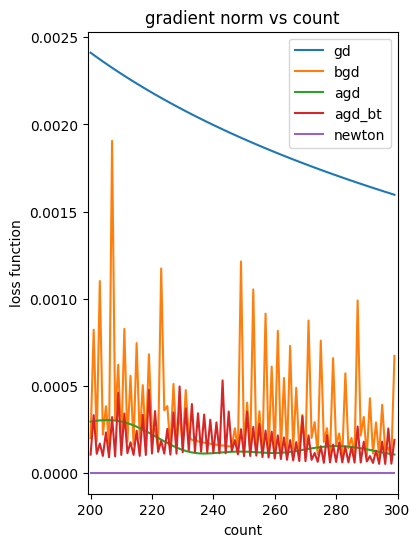 gradient norm vs count
0.0025
0.0020
0.0015
0.0010
0.0005
0.0000
loss function
gd
bgd
agd
agd_bt
newton
200
220
240
260
280
300
count